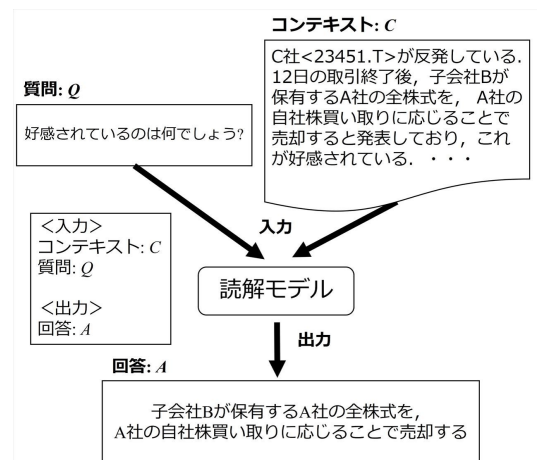 コンテキスト: C
C社<23451.T>が反発している.
12日の取引終了後，子会社Bが
保有するA社の全株式を， A社の
自社株買い取りに応じることで
売却すると発表しており，これ
が好感されている． ・・・
質問: Q
好感されているのは何でしょう?
入力
<入力>
コンテキスト: C
質問: Q
<出力>
回答: A
読解モデル
出力
回答: A
子会社Bが保有するA社の全株式を，
A社の自社株買い取りに応じることで売却する